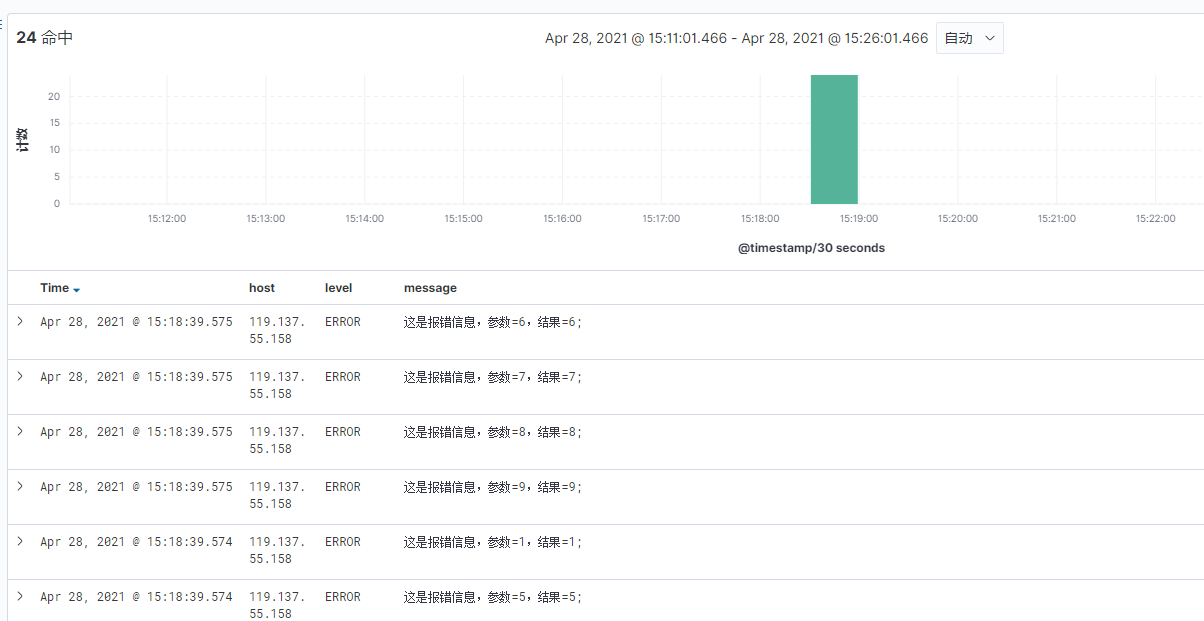 24 命中
Apr 28, 2021 @ 15:11:01.466 - Apr 28, 2021 @ 15:26:01.466
自动
计数
20
15
10
5
0
15:12:00 15:13:00 15:14:00 15:15:00 15:16:00 15:17:00 15:18:00 15:19:00 15:20:00 15:21:00 15:22:00
@timestamp/30 seconds
Time host level message
Apr 28, 2021 @ 15:18:39.575 119.137. ERROR 这是报错信息，参数=6，结果=6;
55.158
Apr 28, 2021 @ 15:18:39.575 119.137. ERROR 这是报错信息，参数=7，结果=7;
55.158
Apr 28, 2021 @ 15:18:39.575 119.137. ERROR 这是报错信息，参数=8，结果=8;
55.158
Apr 28, 2021 @ 15:18:39.575 119.137. ERROR 这是报错信息，参数=9，结果=9;
55.158
Apr 28, 2021 @ 15:18:39.574 119.137. ERROR 这是报错信息，参数=1，结果=1;
55.158
Apr 28, 2021 @ 15:18:39.574 119.137. ERROR 这是报错信息，参数=5，结果=5;
55.158